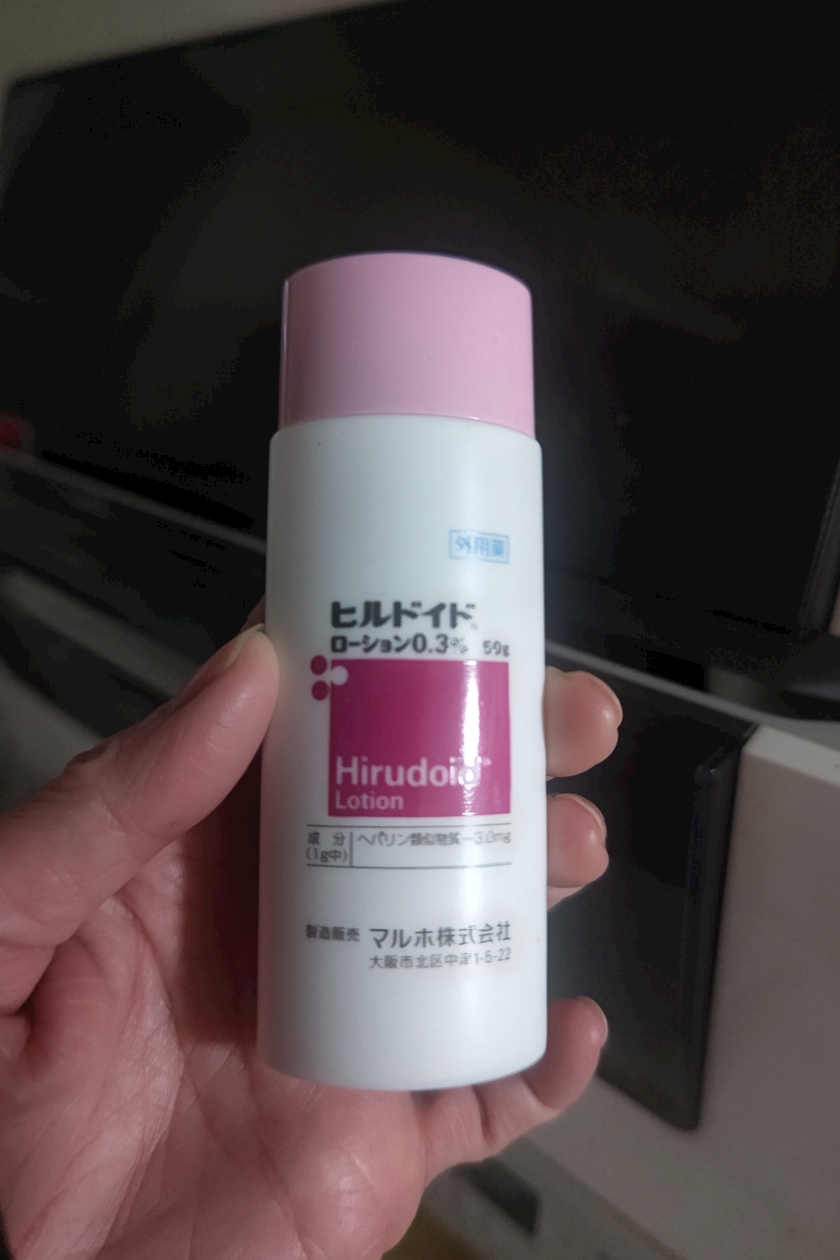 外用薬
ヒルドイド
ローション0.3% 50g
Hirudoid
Lotion
成 分 ヘパリン類似物質…3.0mg
(1g中)
製造販売 マルホ株式会社
大阪市北区中津1-5-22